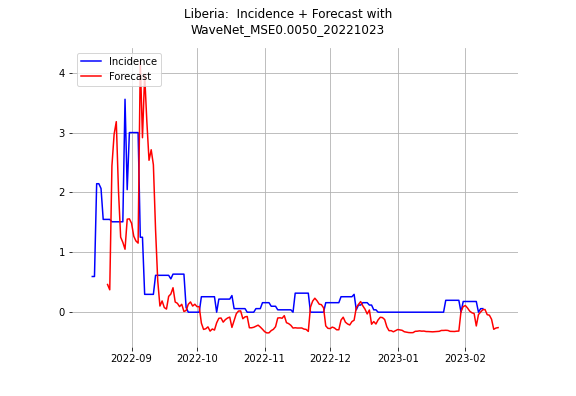 Liberia:  Incidence + Forecast with
WaveNet_MSE0.0050_20221023
Incidence
Forecast
4
3
2
1
0
2022-09
2022-10
2022-11
2022-12
2023-01
2023-02